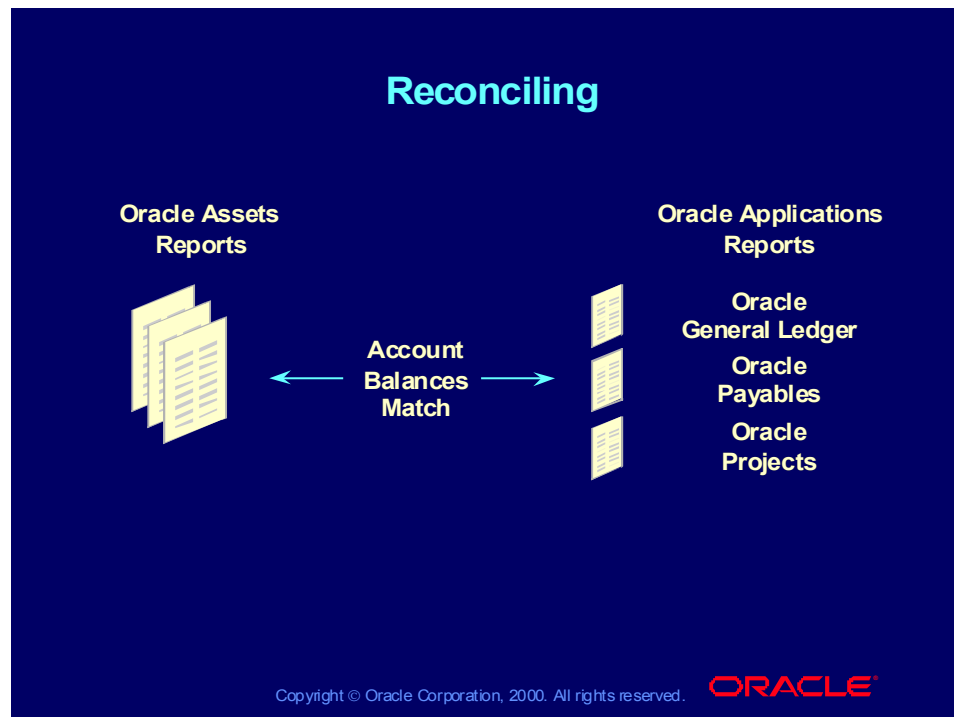 Reconciling
Oracle Assets
Reports
Oracle Applications
Reports
Account
Balances
Match
Oracle
General Ledger
Oracle
Payables
Oracle
Projects
Copyright © Oracle Corporation, 2000. All rights reserved.
ORACLE®